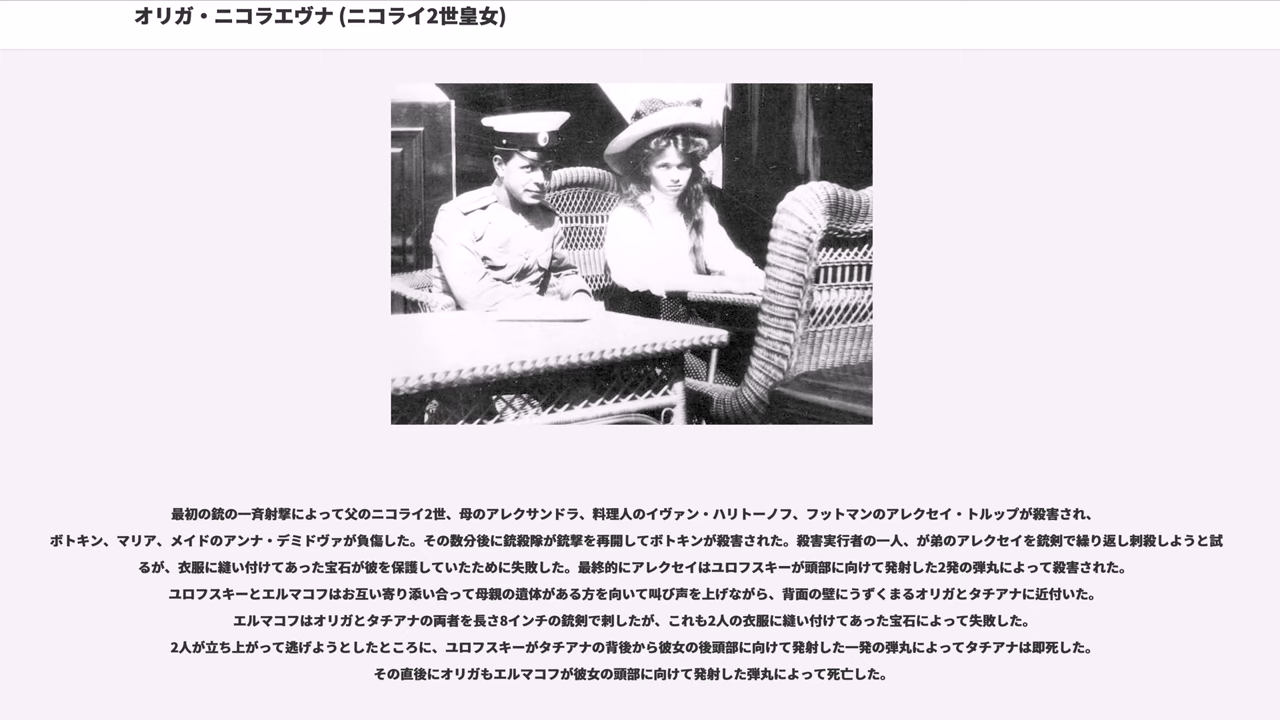 オリガ・ニコラエヴナ (ニコライ2世皇女)
最初の銃の一斉射撃によって父のニコライ2世、母のアレクサンドラ、料理人のイヴァン・ハリトーノフ、フットマンのアレクセイ・トルップが殺害され、
ボトキン、マリア、メイドのアンナ・デミドヴァが負傷した。その数分後に銃殺隊が銃撃を再開してボトキンが殺害された。殺害実行者の一人、が弟のアレクセイを銃剣で繰り返し刺殺しようと試
るが、衣服に縫い付けてあった宝石が彼を保護していたために失敗した。最終的にアレクセイはユロフスキーが頭部に向けて発射した2発の弾丸によって殺害された。
ユロフスキーとエルマコフはお互い寄り添い合って母親の遺体がある方を向いて叫び声を上げながら、背面の壁にうずくまるオリガとタチアナに近付いた。
エルマコフはオリガとタチアナの両者を長さ8インチの銃剣で刺したが、これも2人の衣服に縫い付けてあった宝石によって失敗した。
2人が立ち上がって逃げようとしたところに、ユロフスキーがタチアナの背後から彼女の後頭部に向けて発射した一発の弾丸によってタチアナは即死した。
その直後にオリガもエルマコフが彼女の頭部に向けて発射した弾丸によって死亡した。